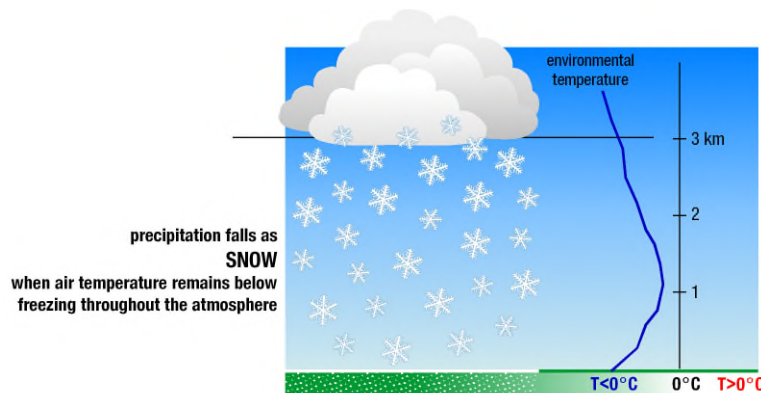 environmental
temperature
3 km
2
precipitation falls as
SNOW
when air temperature remains below
freezing throughout the atmosphere
1
T<0°C 0°C T>0°C